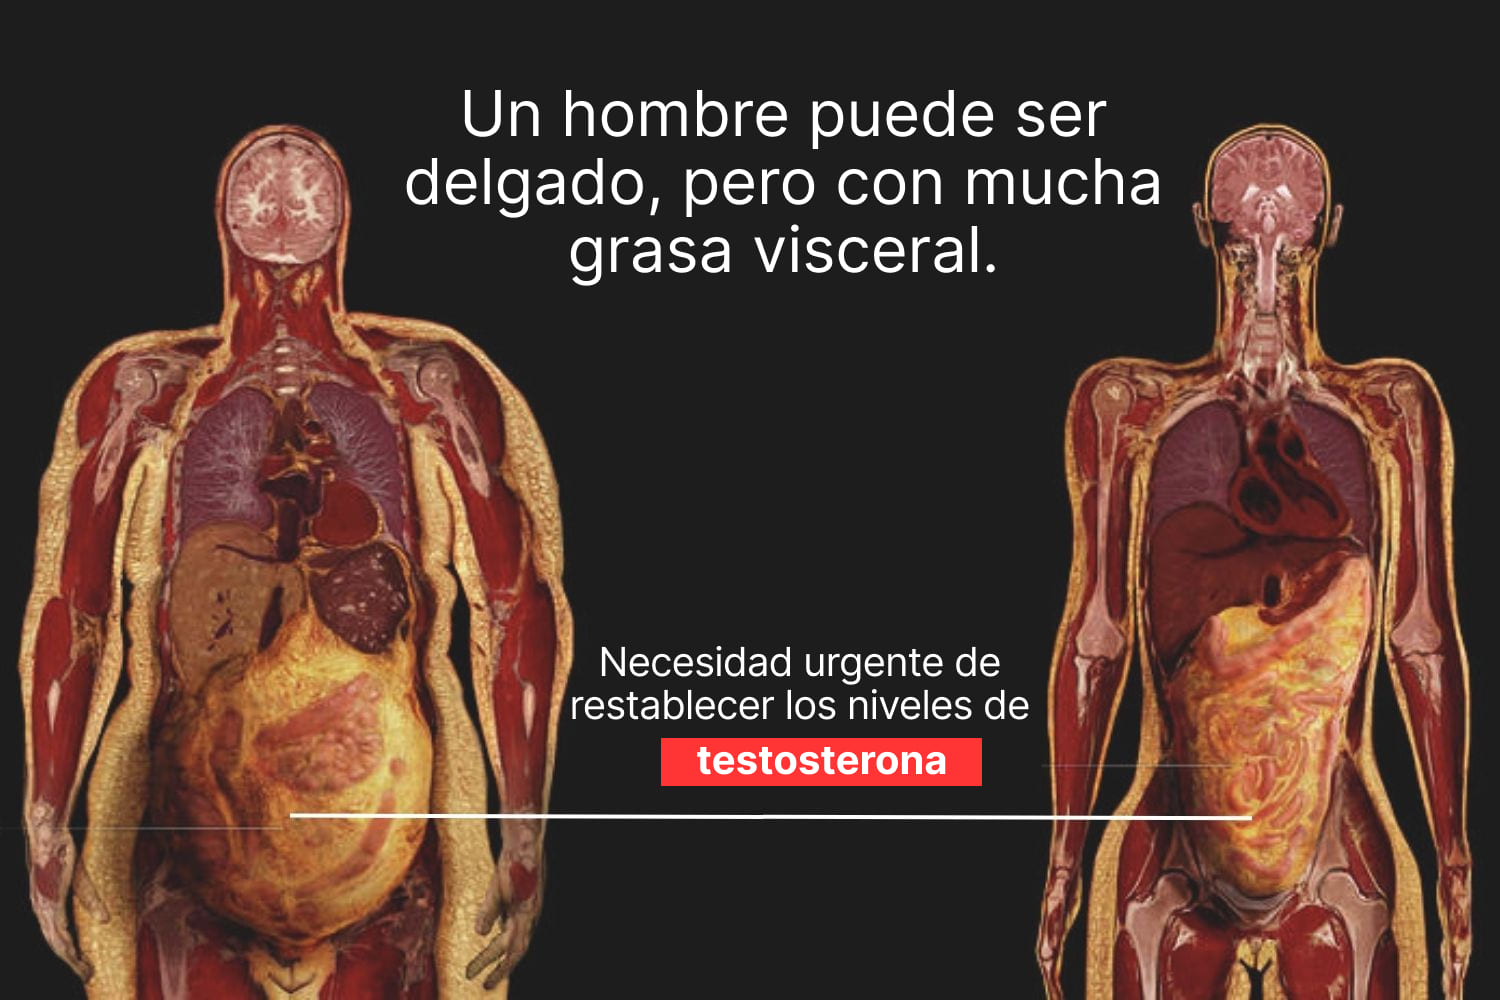 Un hombre puede ser
delgado, pero con mucha
grasa visceral.
Necesidad urgente de
restablecer los niveles de
testosterona